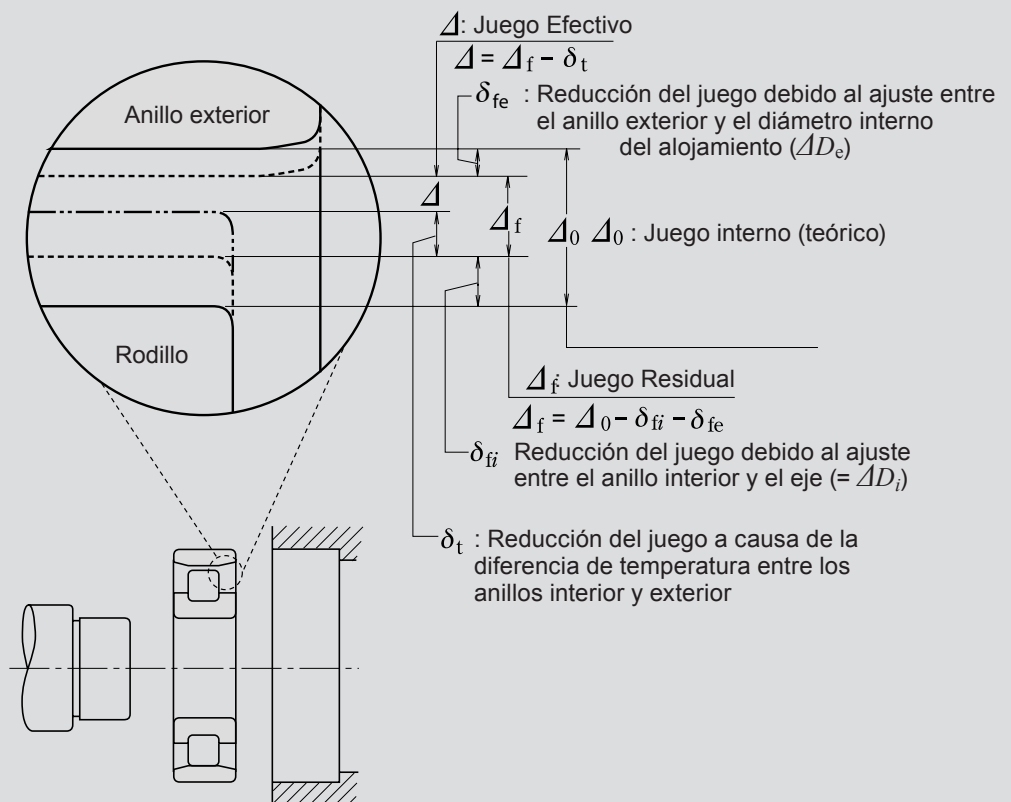 Δ: Juego Efectivo
Δ = Δf – δt
δfe : Reducción del juego debido al ajuste entre
el anillo exterior y el diámetro interno
del alojamiento (ΔDe)
Anillo exterior
Δ
Δf
Δ0 Δ0 : Juego interno (teórico)
Rodillo
Δf: Juego Residual
Δf = Δ0 – δfi – δfe
δfi Reducción del juego debido al ajuste
entre el anillo interior y el eje (= ΔDi)
δt : Reducción del juego a causa de la
diferencia de temperatura entre los
anillos interior y exterior